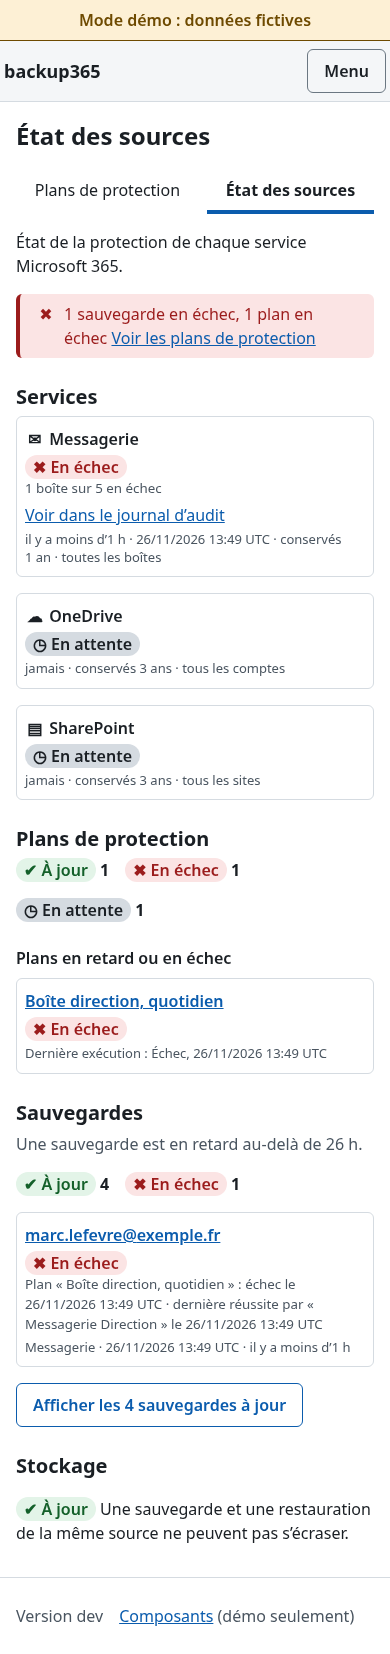 Mode démo : données fictives
backup365
Menu
État des sources
Plans de protection
État des sources
État de la protection de chaque service
Microsoft 365.
✖ 1 sauvegarde en échec, 1 plan en
échec Voir les plans de protection
Services
✉ Messagerie
✖ En échec
1 boîte sur 5 en échec
Voir dans le journal d’audit
il y a moins d’1 h · 26/11/2026 13:49 UTC · conservés
1 an · toutes les boîtes
☁ OneDrive
◷ En attente
jamais · conservés 3 ans · tous les comptes
▤ SharePoint
◷ En attente
jamais · conservés 3 ans · tous les sites
Plans de protection
✔ À jour 1 ✖ En échec 1
◷ En attente 1
Plans en retard ou en échec
Boîte direction, quotidien
✖ En échec
Dernière exécution : Échec, 26/11/2026 13:49 UTC
Sauvegardes
Une sauvegarde est en retard au-delà de 26 h.
✔ À jour 4 ✖ En échec 1
marc.lefevre@exemple.fr
✖ En échec
Plan « Boîte direction, quotidien » : échec le
26/11/2026 13:49 UTC · dernière réussite par «
Messagerie Direction » le 26/11/2026 13:49 UTC
Messagerie · 26/11/2026 13:49 UTC · il y a moins d’1 h
Afficher les 4 sauvegardes à jour
Stockage
✔ À jour Une sauvegarde et une restauration
de la même source ne peuvent pas s’écraser.
Version dev Composants (démo seulement)